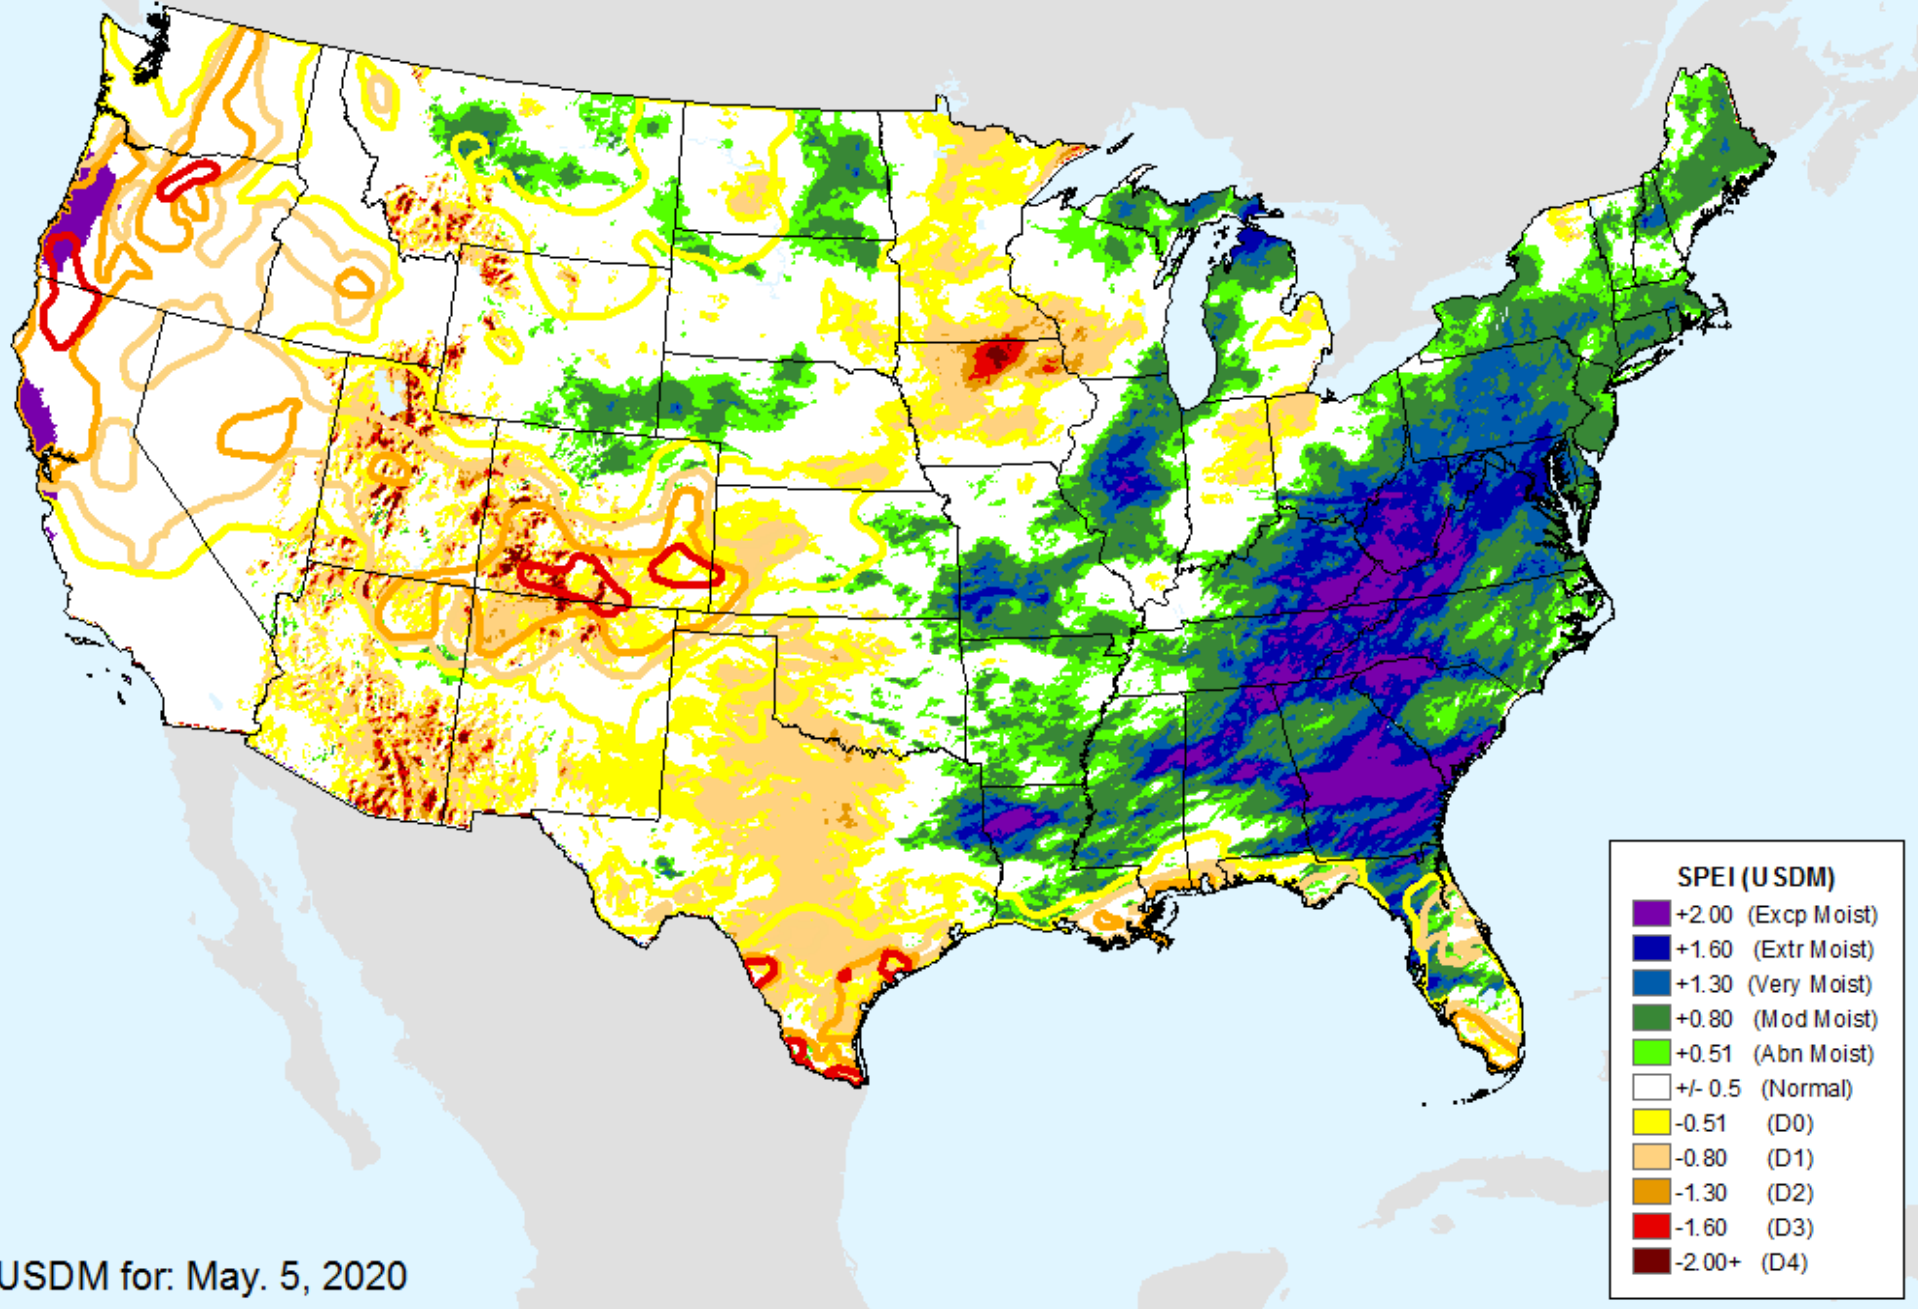 SPEI (USDM)
+2.00 (Excp Moist)
+1.60 (Extr Moist)
+1.30 (Very Moist)
+0.80 (Mod Moist)
+0.51 (Abn Moist)
+/- 0.5 (Normal)
-0.51 (D0)
-0.80 (D1)
-1.30 (D2)
-1.60 (D3)
-2.00+ (D4)
USDM for: May. 5, 2020